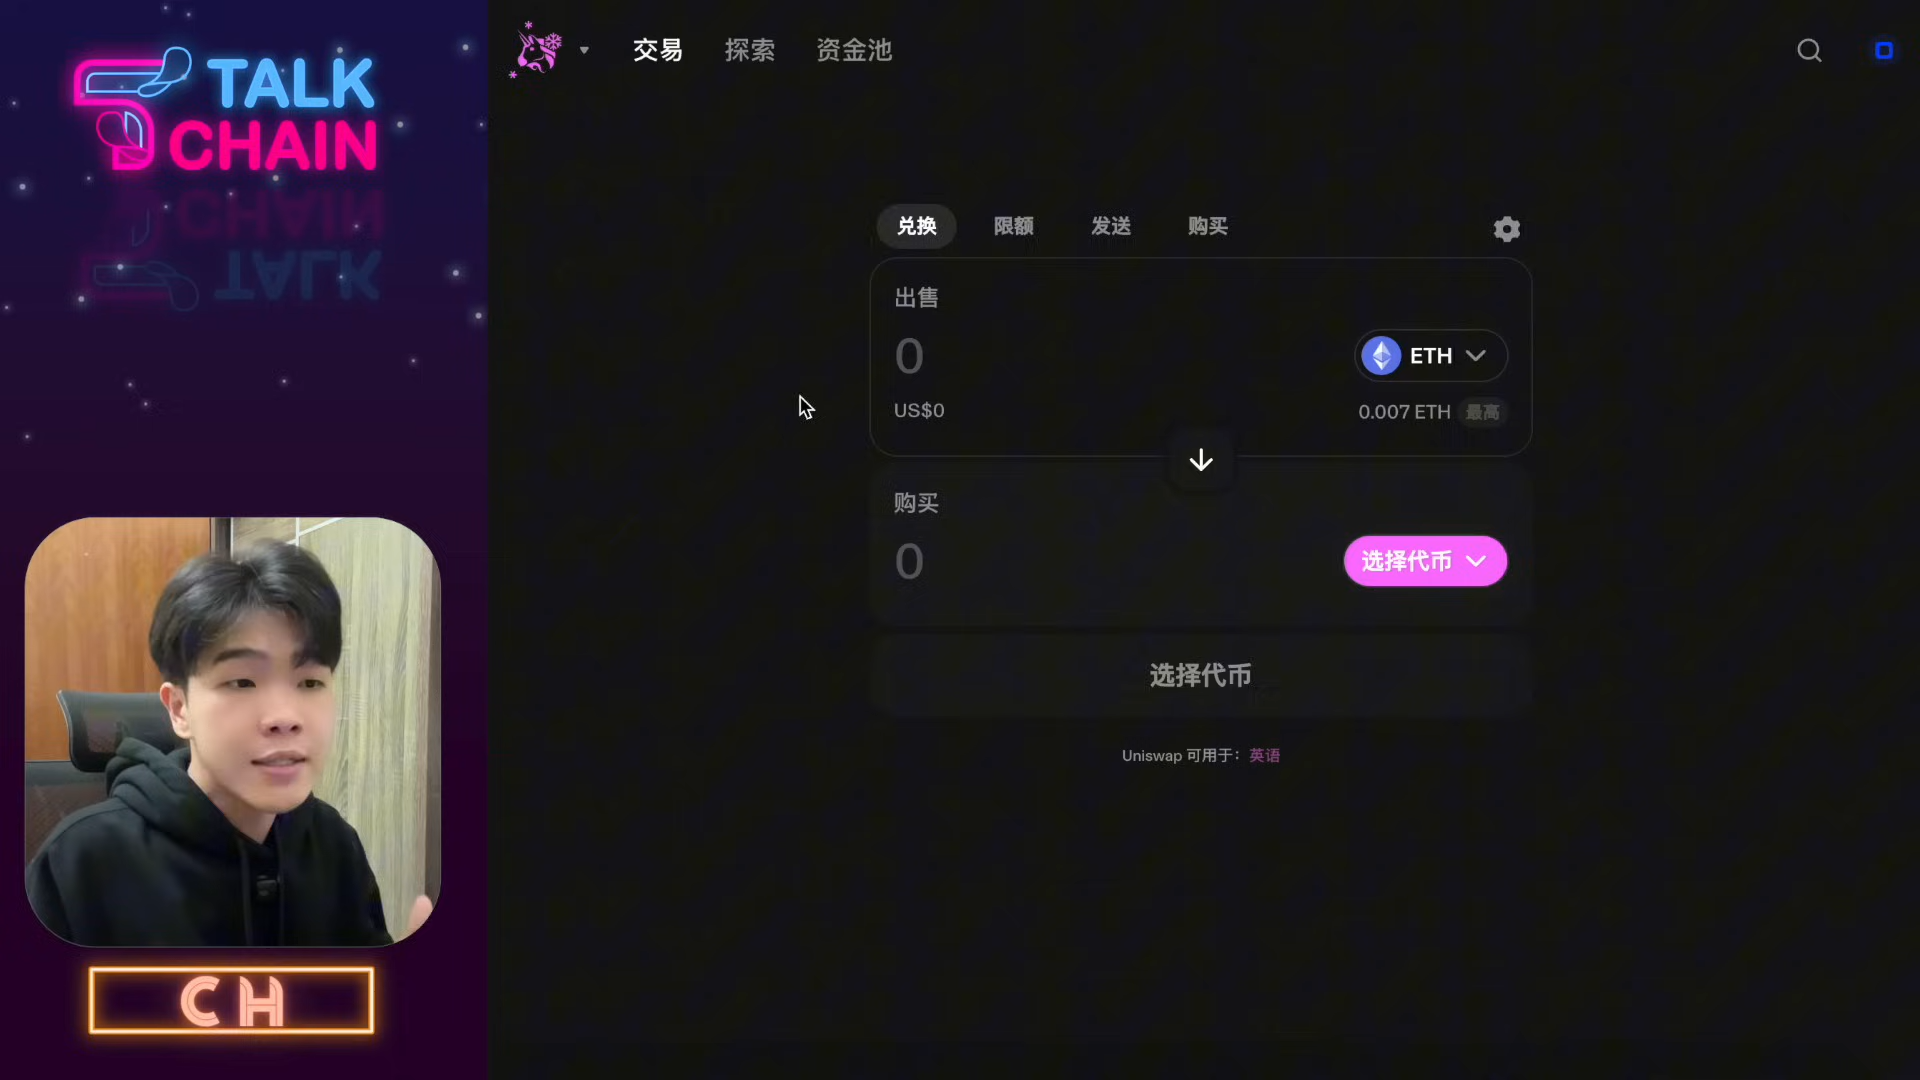 TALK
CHAIN
交易 探索 资金池
兑换 限额 发送 购买
出售
0
ETH
US$0
0.007 ETH 最高
购买
0
选择代币
选择代币
Uniswap 可用于：英语
CH